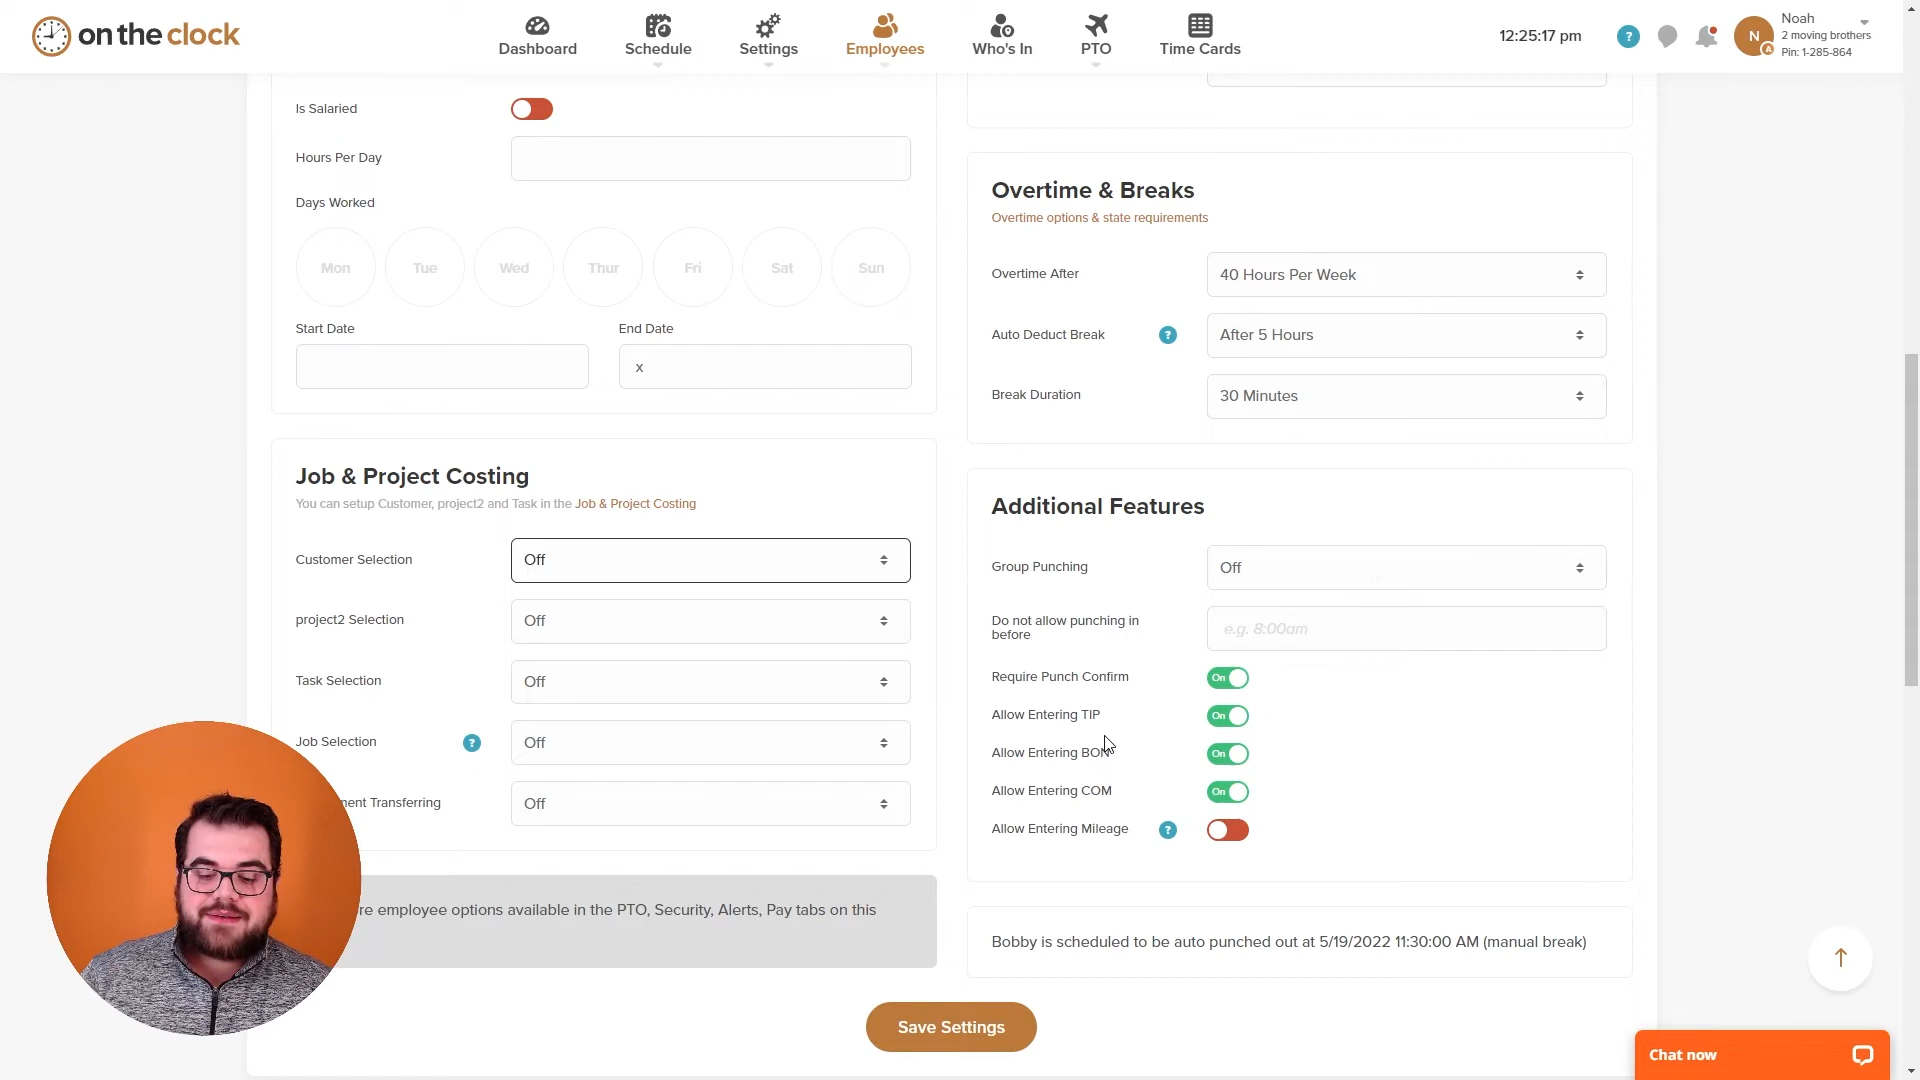 on the clock
Dashboard
Schedule
Settings
Employees
Who's In
PTO
Time Cards
12:25:17 pm
?
N
A
Noah
2 moving brothers
Pin: 1-285-864
Is Salaried
Hours Per Day
Days Worked
Mon Tue Wed Thur Fri Sat Sun
Start Date
End Date
x
Job & Project Costing
You can setup Customer, project2 and Task in the Job & Project Costing
Customer Selection
Off
project2 Selection
Off
Task Selection
Off
Job Selection
?
Off
Transferring
Off
employee options available in the PTO, Security, Alerts, Pay tabs on this
Overtime & Breaks
Overtime options & state requirements
Overtime After
40 Hours Per Week
Auto Deduct Break
?
After 5 Hours
Break Duration
30 Minutes
Additional Features
Group Punching
Off
Do not allow punching in
before
e.g. 8:00am
Require Punch Confirm
On
Allow Entering TIP
On
Allow Entering BON
On
Allow Entering COM
On
Allow Entering Mileage
?
Bobby is scheduled to be auto punched out at 5/19/2022 11:30:00 AM (manual break)
Save Settings
Chat now